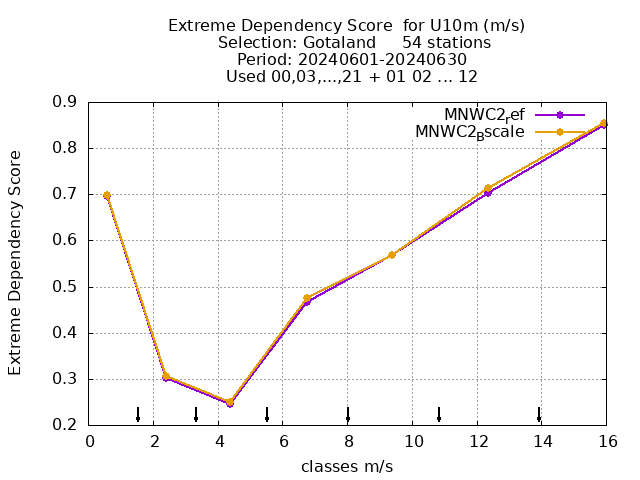 Extreme Dependency Score  for U10m (m/s)
Selection: Gotaland     54 stations
Period: 20240601-20240630
Used 00,03,...,21 + 01 02 ... 12
MNWC2ref
MNWC2Bscale
Extreme Dependency Score
0.9
0.8
0.7
0.6
0.5
0.4
0.3
0.2
0 2 4 6 8 10 12 14 16
classes m/s